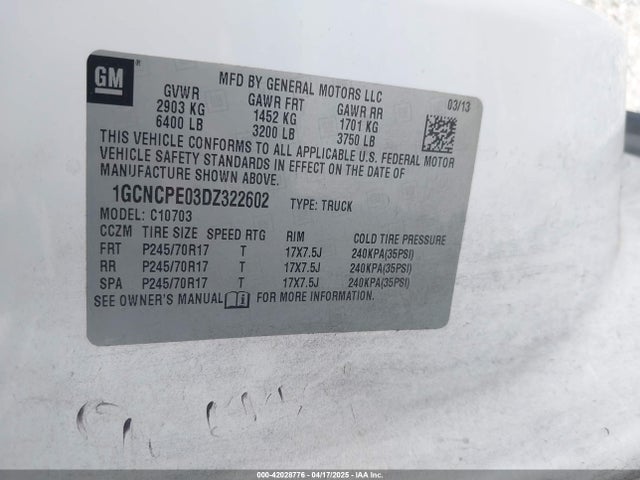 GM
MFD BY GENERAL MOTORS LLC
GVWR GAWR FRT GAWR RR 03/13
2903 KG 1452 KG 1701 KG
6400 LB 3200 LB 3750 LB
THIS VEHICLE CONFORMS TO ALL APPLICABLE U.S. FEDERAL MOTOR
VEHICLE SAFETY STANDARDS IN EFFECT ON THE DATE OF
MANUFACTURE SHOWN ABOVE.
1GCNCPE03DZ322602 TYPE: TRUCK
MODEL: C10703
CCZM TIRE SIZE SPEED RTG RIM COLD TIRE PRESSURE
FRT P245/70R17 T 17X7.5J 240KPA(35PSI)
RR P245/70R17 T 17X7.5J 240KPA(35PSI)
SPA P245/70R17 T 17X7.5J 240KPA(35PSI)
SEE OWNER'S MANUAL FOR MORE INFORMATION.
000-42028776 - 04/17/2025 - IAA Inc.